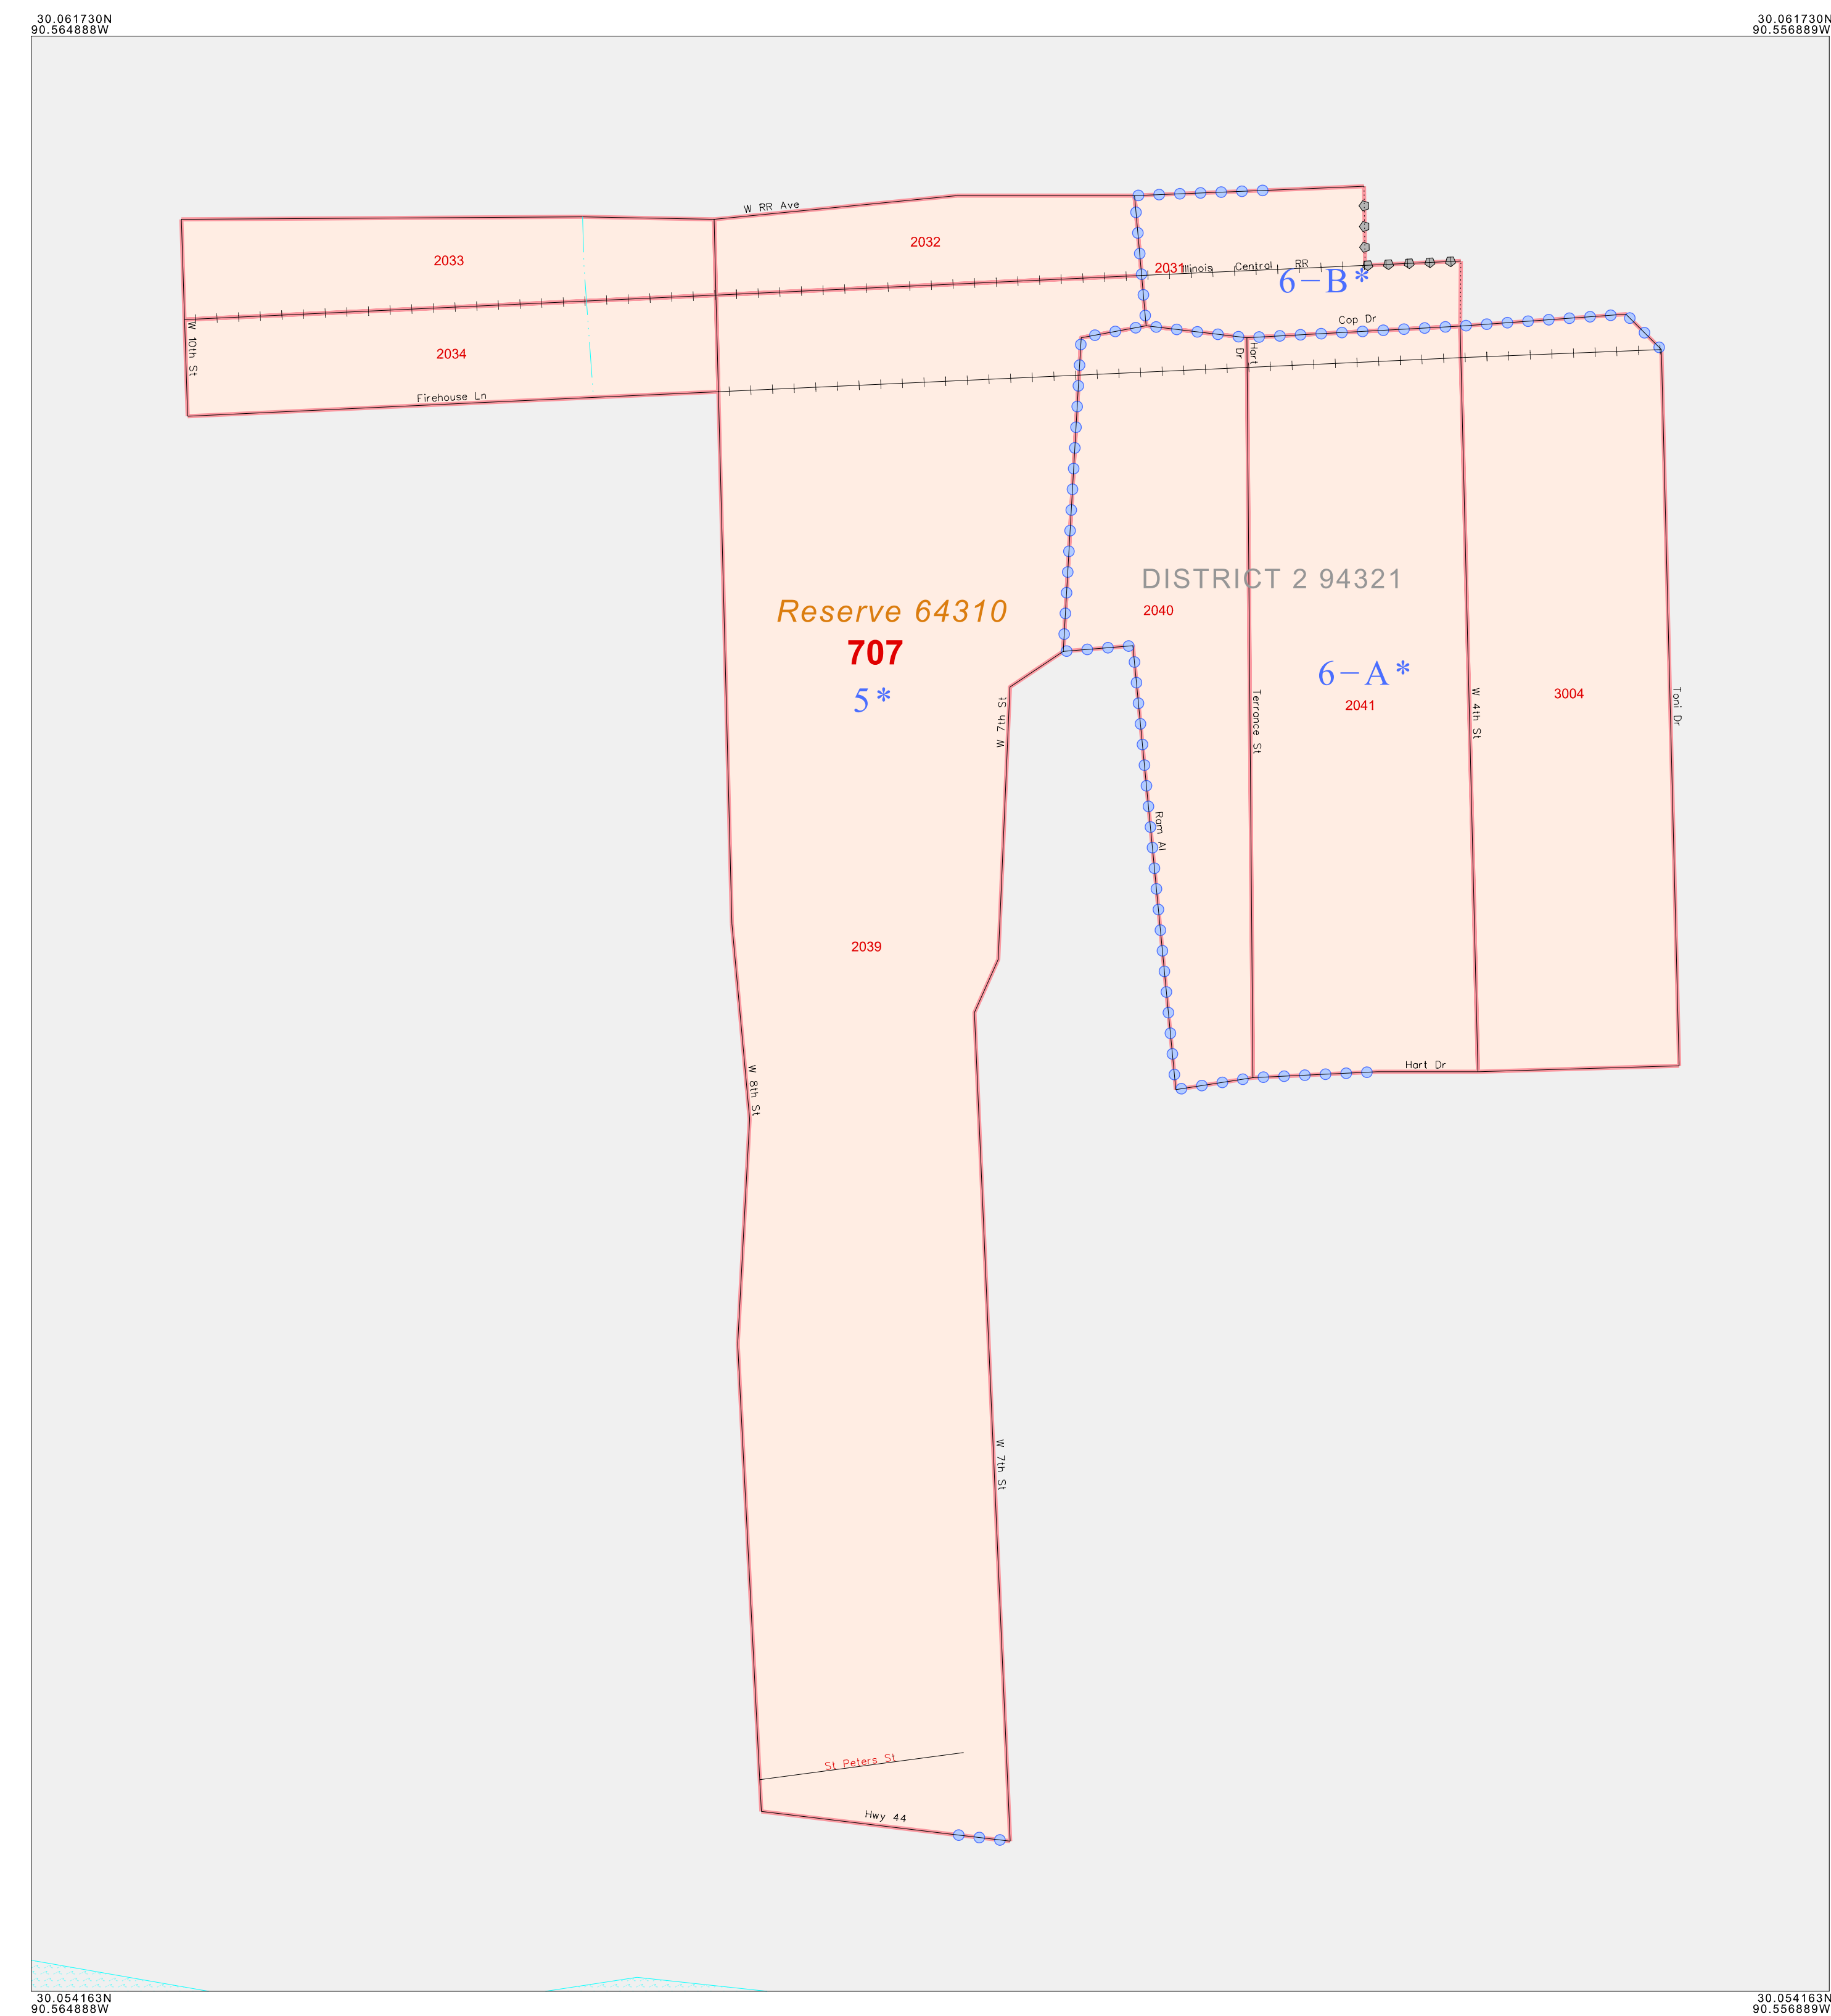 30.061730N
90.564888W
30.061730N
90.556889W
W RR Ave
2032
2033
2031
Illinois Central RR
6-B*
Cop Dr
W 10th St
2034
Hart Dr
Firehouse Ln
DISTRICT 2 94321
Reserve 64310
2040
707
6-A*
5*
2041
3004
W 7th St
Terrance St
W 4th St
Toni Dr
Ram Al
2039
Hart Dr
W 8th St
W 7th St
St Peters St
Hwy 44
30.054163N
90.564888W
30.054163N
90.556889W